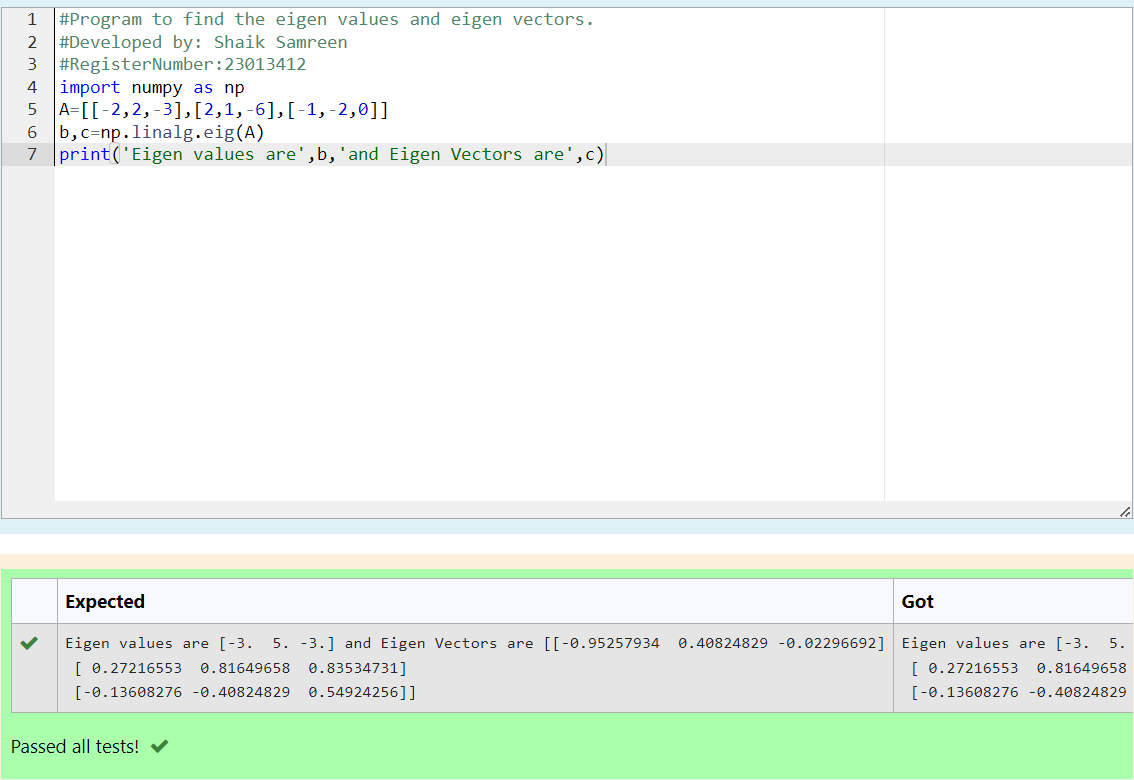 1 #Program to find the eigen values and eigen vectors.
2 #Developed by: Shaik Samreen
3 #RegisterNumber:23013412
4 import numpy as np
5 A=[[-2,2,-3],[2,1,-6],[-1,-2,0]]
6 b,c=np.linalg.eig(A)
7 print('Eigen values are',b,'and Eigen Vectors are',c)
Expected Got
Eigen values are [-3.  5. -3.] and Eigen Vectors are [[-0.95257934  0.40824829 -0.02296692] Eigen values are [-3.  5.
[ 0.27216553  0.81649658  0.83534731] [ 0.27216553  0.81649658
[-0.13608276 -0.40824829  0.54924256]] [-0.13608276 -0.40824829
Passed all tests!